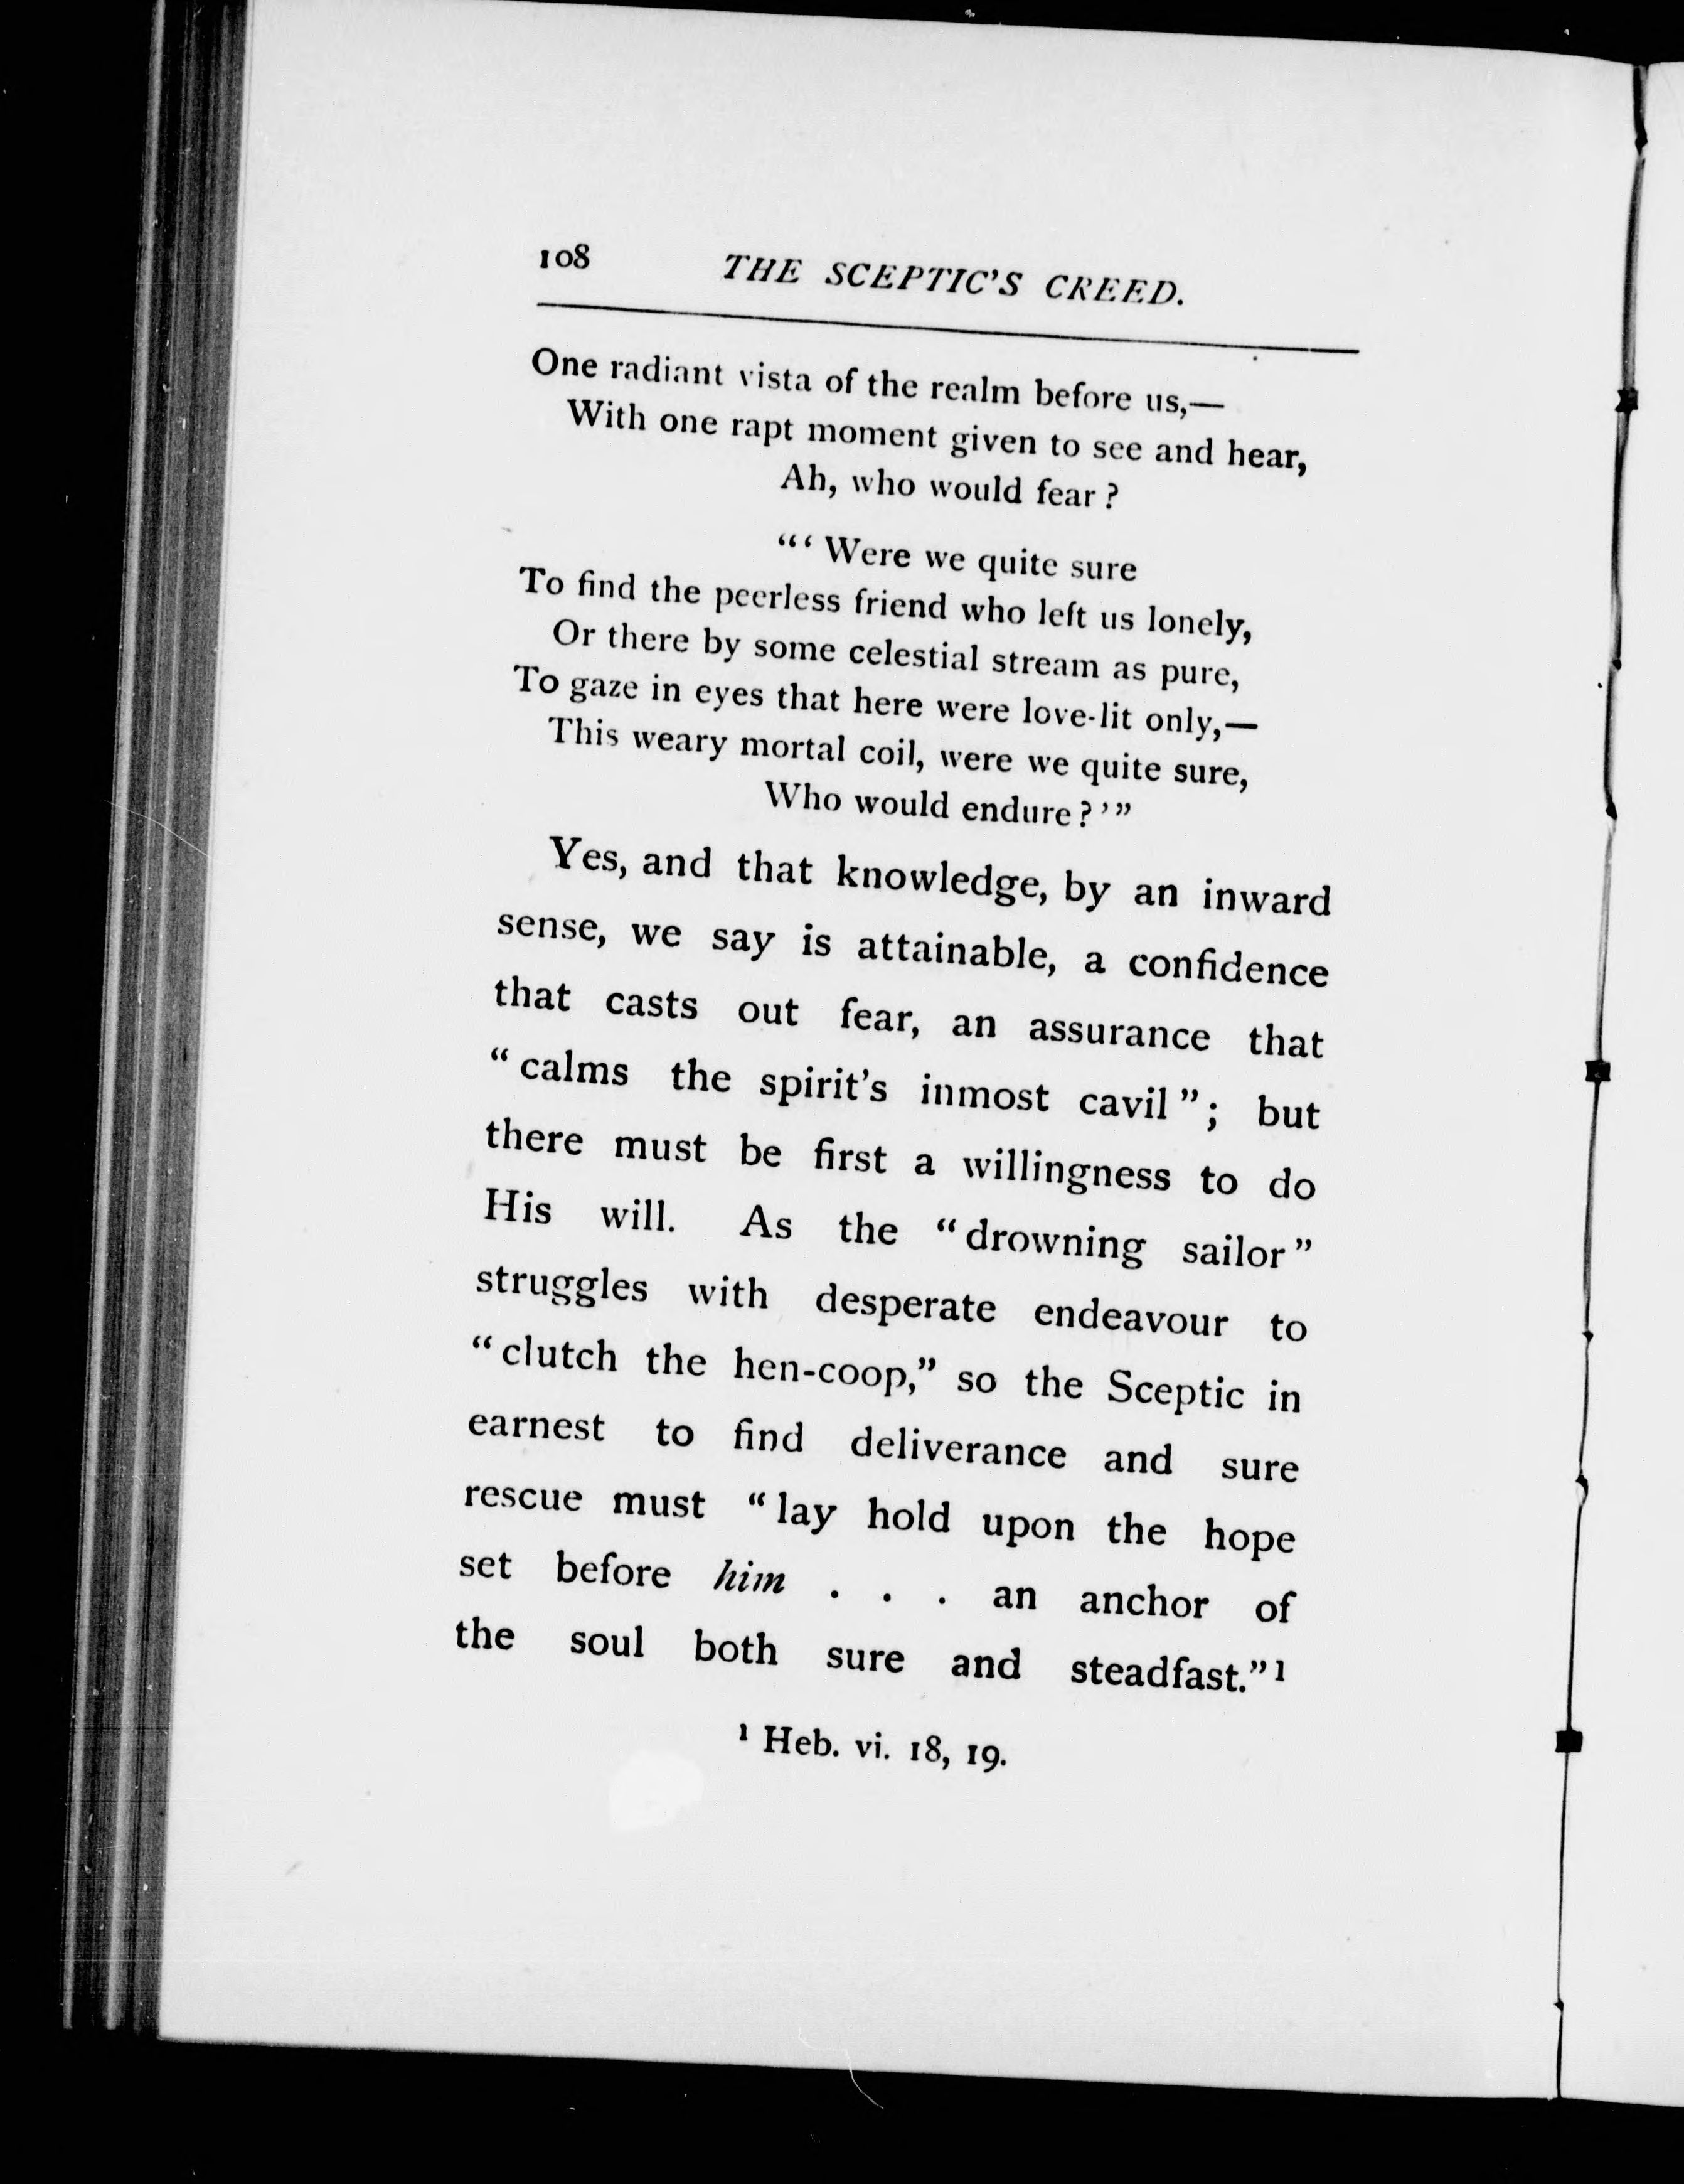 108 THE SCEPTIC'S CREED.
One radiant vista of the realm before us,—
With one rapt moment given to see and hear,
Ah, who would fear?
"' Were we quite sure
To find the peerless friend who left us lonely,
Or there by some celestial stream as pure,
To gaze in eyes that here were love-lit only,—
This weary mortal coil, were we quite sure,
Who would endure?'"
Yes, and that knowledge, by an inward
sense, we say is attainable, a confidence
that casts out fear, an assurance that
"calms the spirit's inmost cavil"; but
there must be first a willingness to do
His will. As the "drowning sailor"
struggles with desperate endeavour to
"clutch the hen-coop," so the Sceptic in
earnest to find deliverance and sure
rescue must "lay hold upon the hope
set before him . . . an anchor of
the soul both sure and steadfast."1
1 Heb. vi. 18, 19.